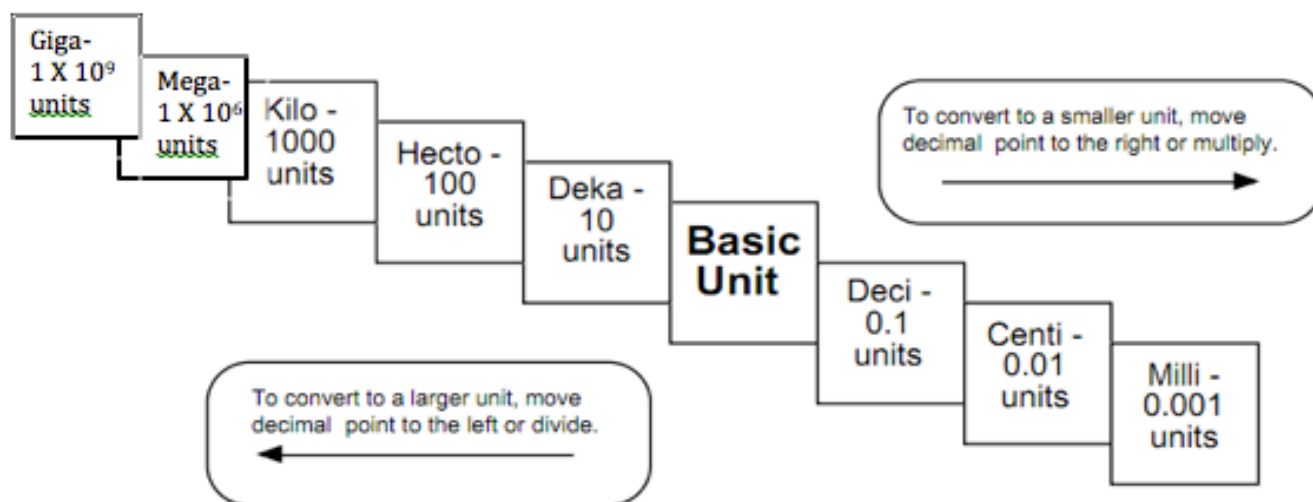 Giga-
1 X 10⁹
units
Mega-
1 X 10⁶
units
Kilo -
1000
units
Hecto -
100
units
Deka -
10
units
Basic
Unit
Deci -
0.1
units
Centi -
0.01
units
Milli -
0.001
units
To convert to a smaller unit, move
decimal  point to the right or multiply.
To convert to a larger unit, move
decimal  point to the left or divide.